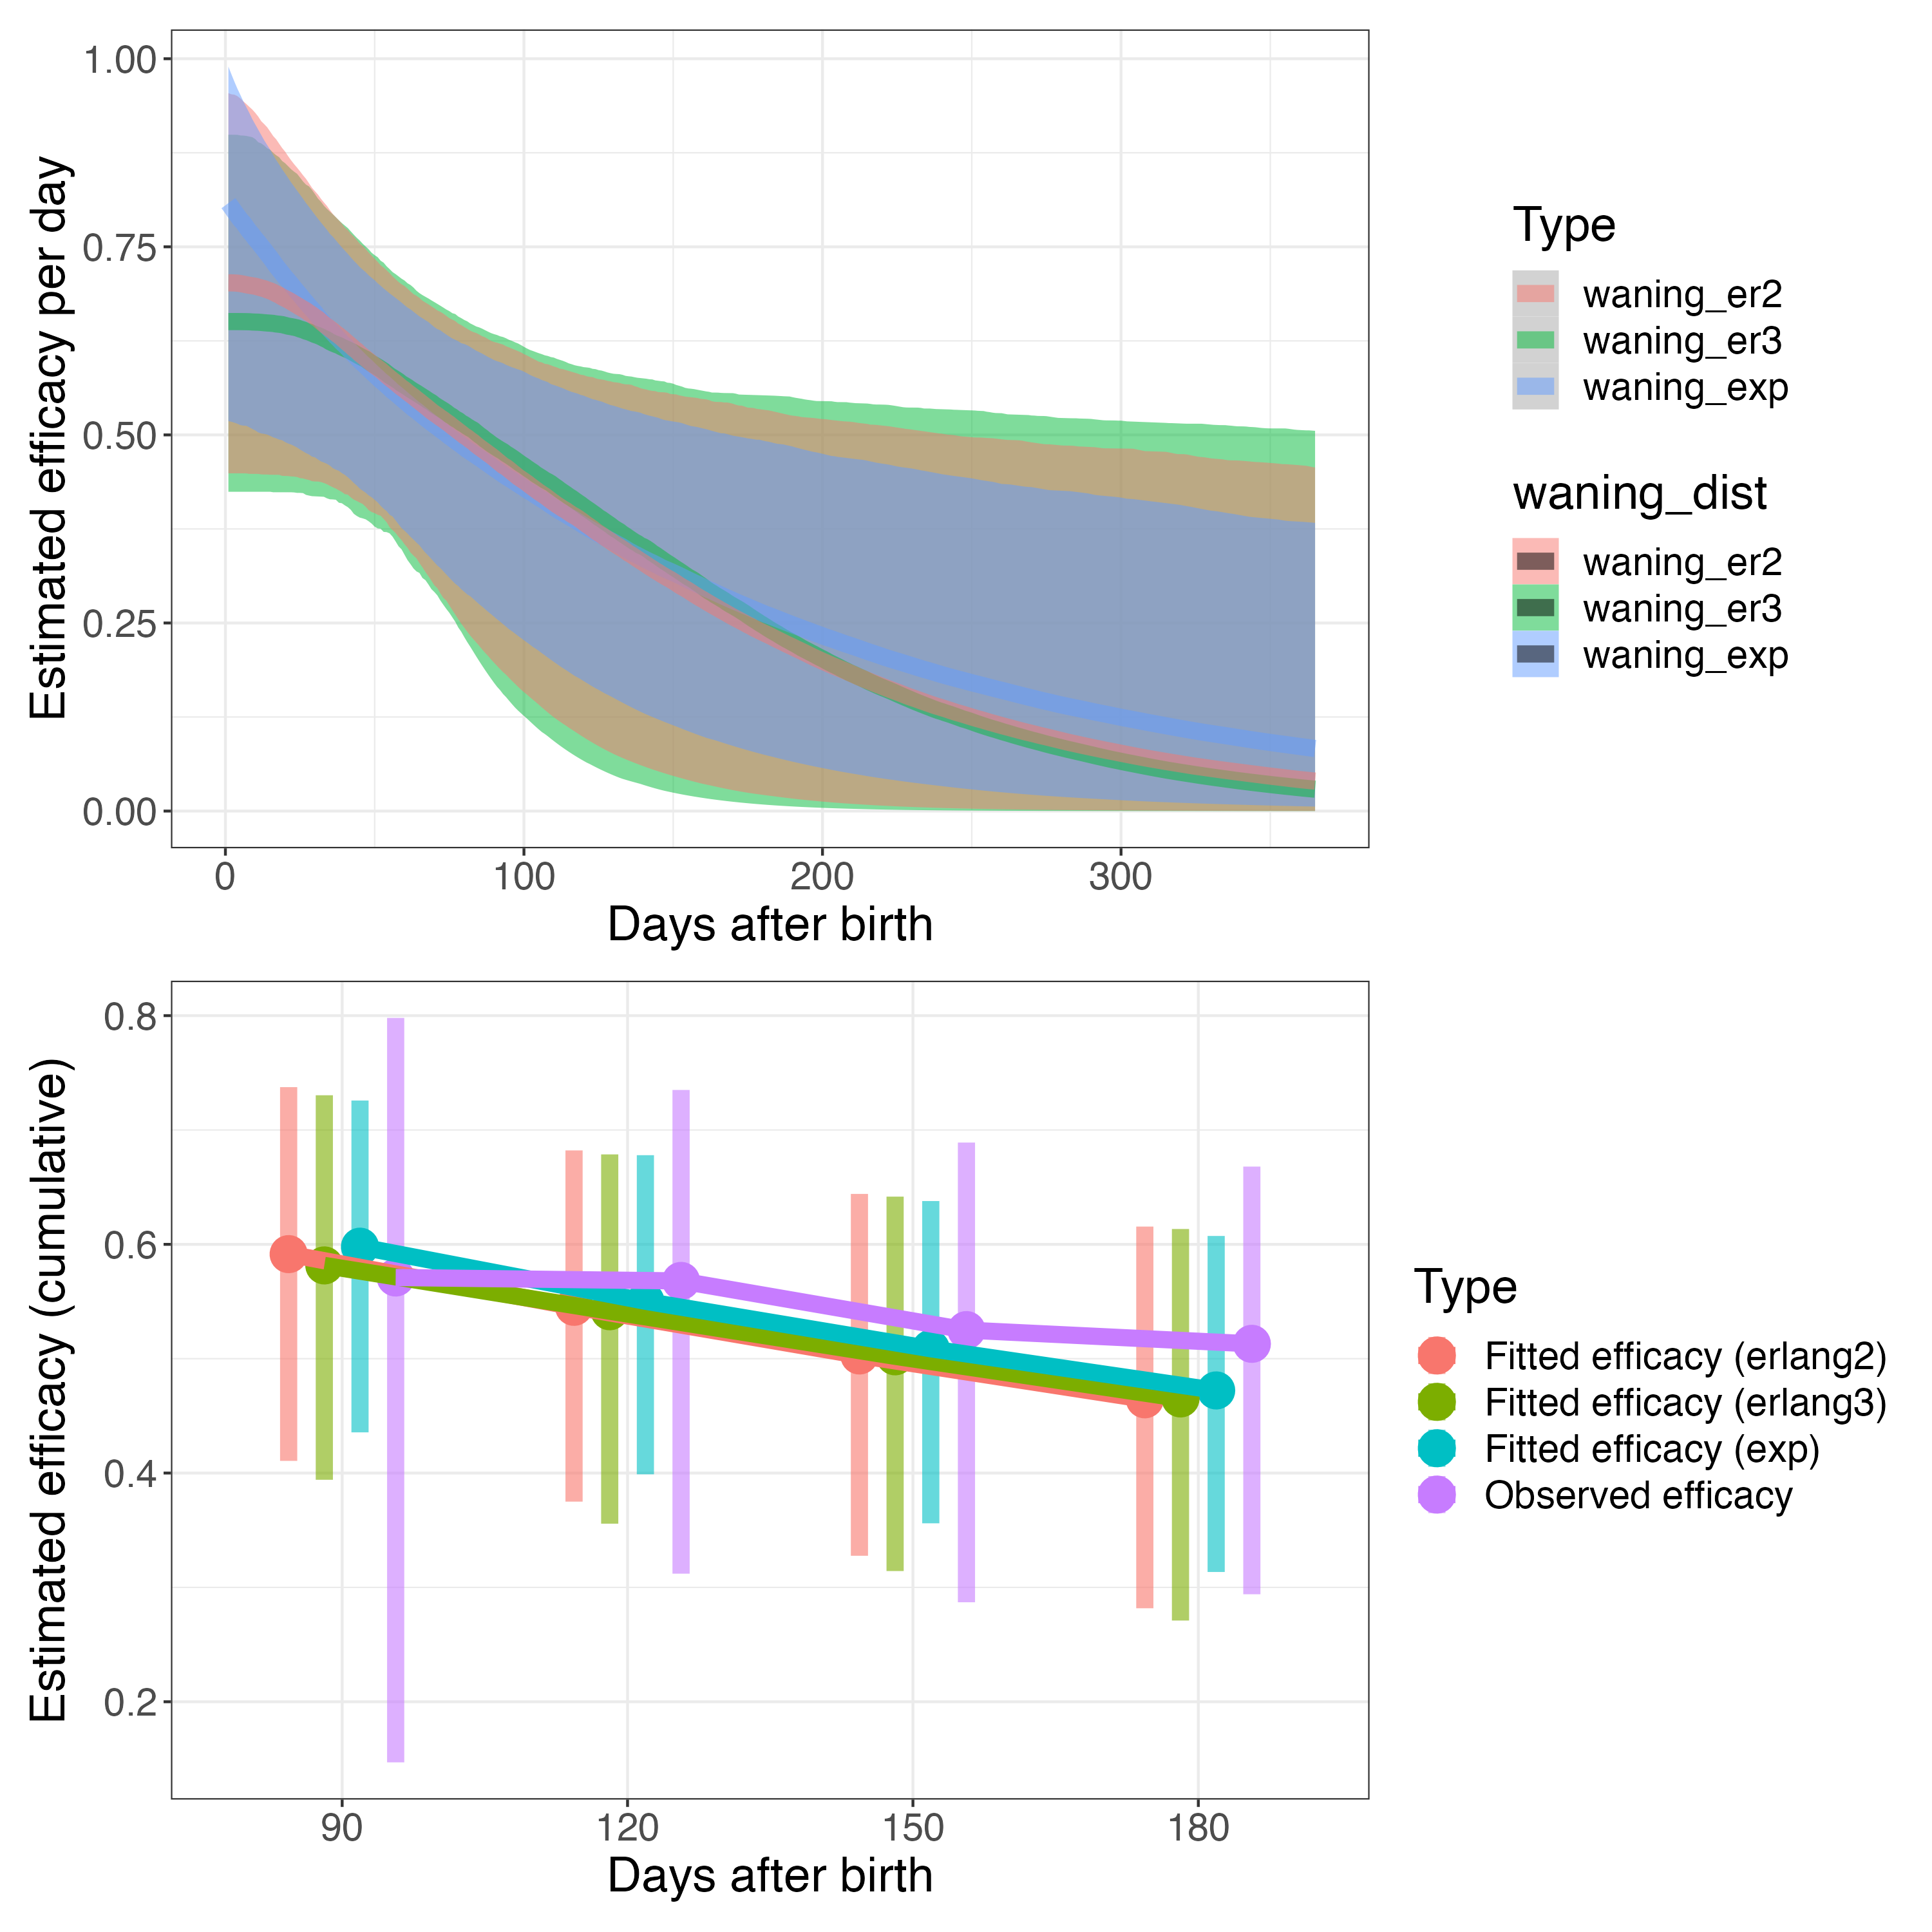 Estimated efficacy per day
1.00
0.75
0.50
0.25
0.00
0
100
200
300
Days after birth
Type
waning_er2
waning_er3
waning_exp
waning_dist
waning_er2
waning_er3
waning_exp
Estimated efficacy (cumulative)
0.8
0.6
0.4
0.2
90
120
150
180
Days after birth
Type
Fitted efficacy (erlang2)
Fitted efficacy (erlang3)
Fitted efficacy (exp)
Observed efficacy